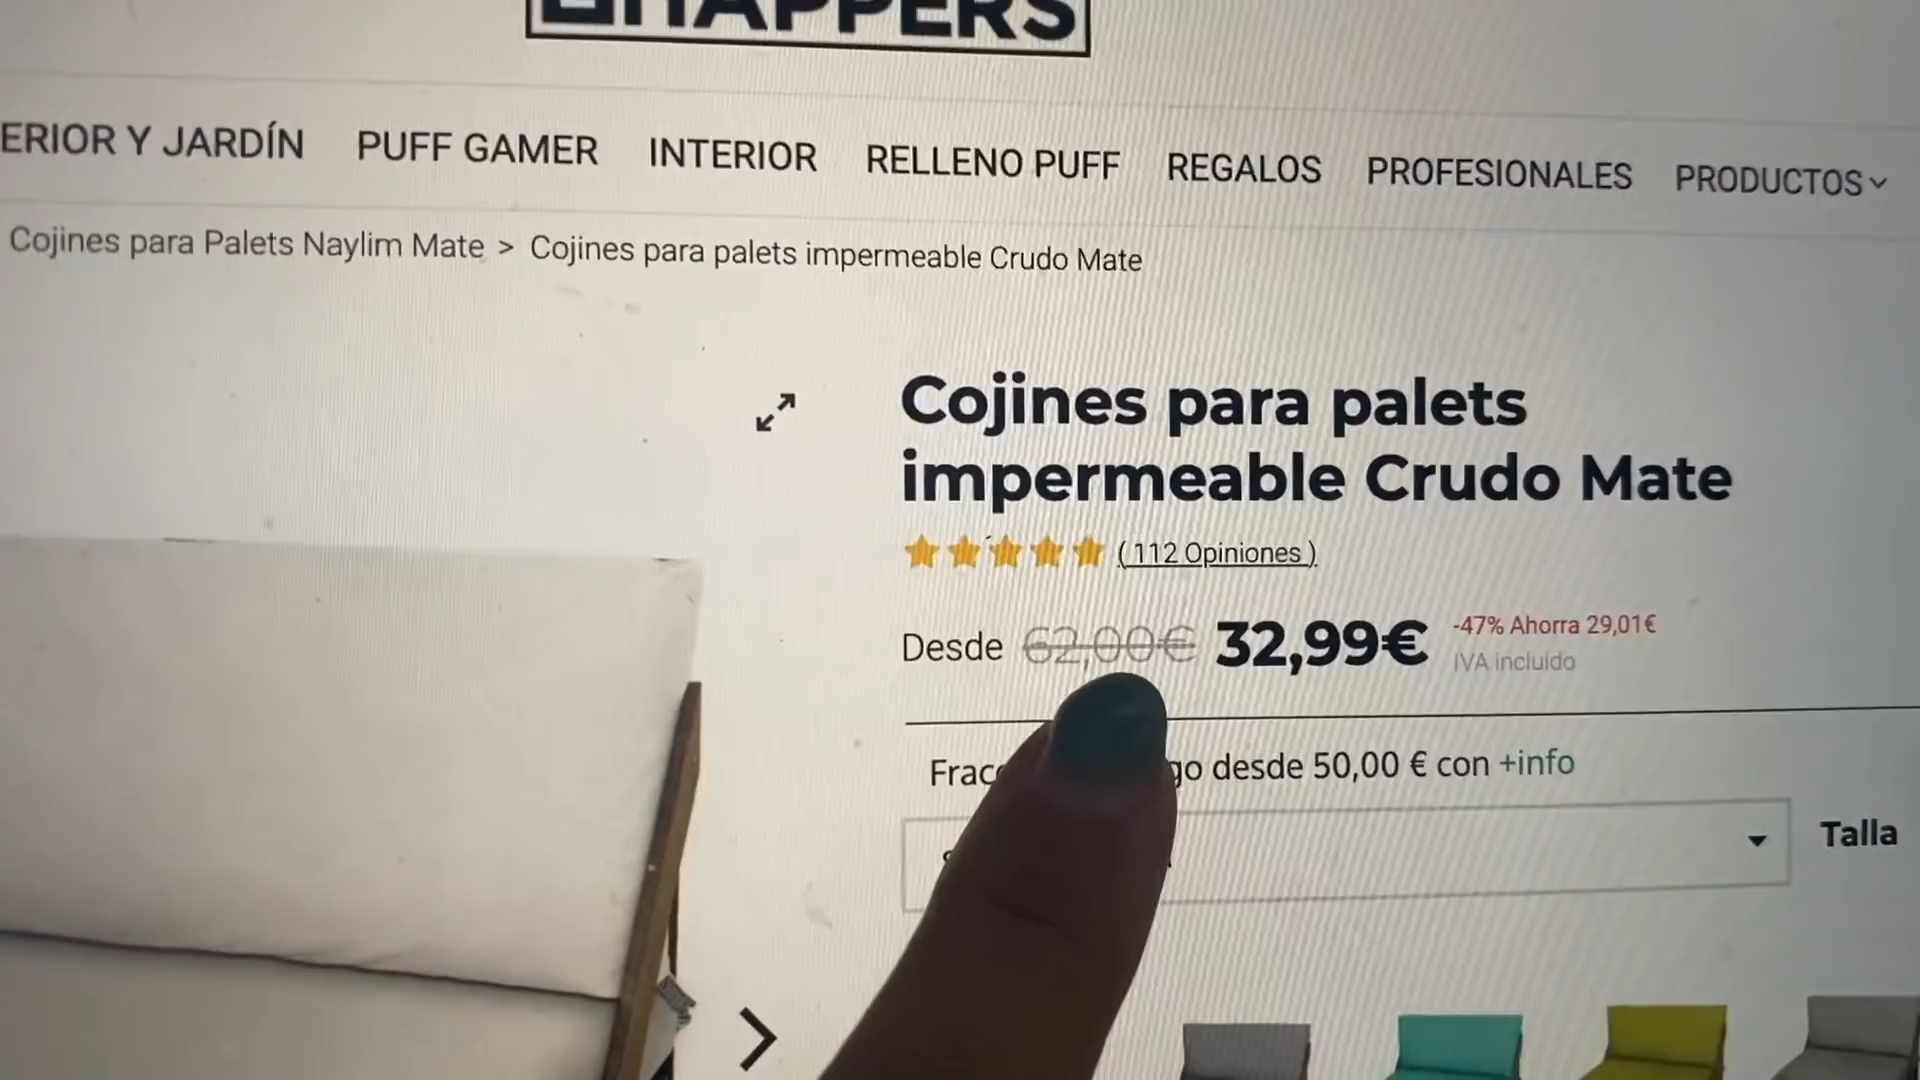 HAPPERS
ERIOR Y JARDÍN PUFF GAMER INTERIOR RELLENO PUFF REGALOS PROFESIONALES PRODUCTOS
Cojines para Palets Naylim Mate > Cojines para palets impermeable Crudo Mate
Cojines para palets
impermeable Crudo Mate
( 112 Opiniones )
Desde 62,00€ 32,99€ -47% Ahorra 29,01€
IVA incluido
Frac go desde 50,00 € con +info
Talla